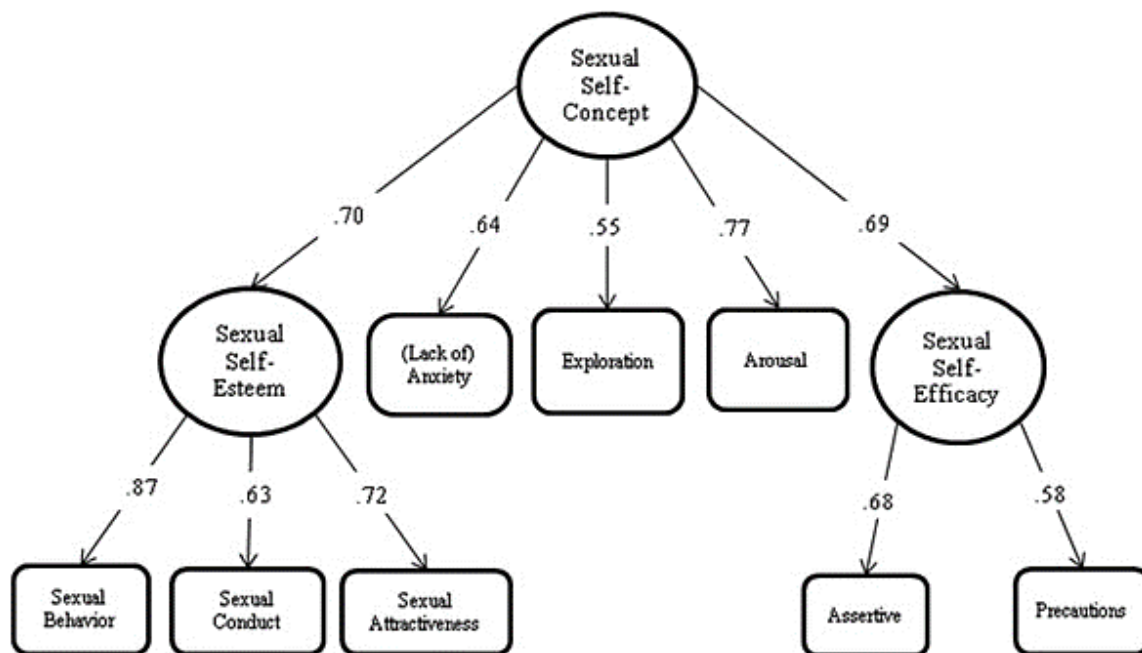 Sexual
Self-
Concept
.70
.64
.55
.77
.69
Sexual
Self-
Esteem
(Lack of)
Anxiety
Exploration
Arousal
Sexual
Self-
Efficacy
.87
.63
.72
.68
.58
Sexual
Behavior
Sexual
Conduct
Sexual
Attractiveness
Assertive
Precautions